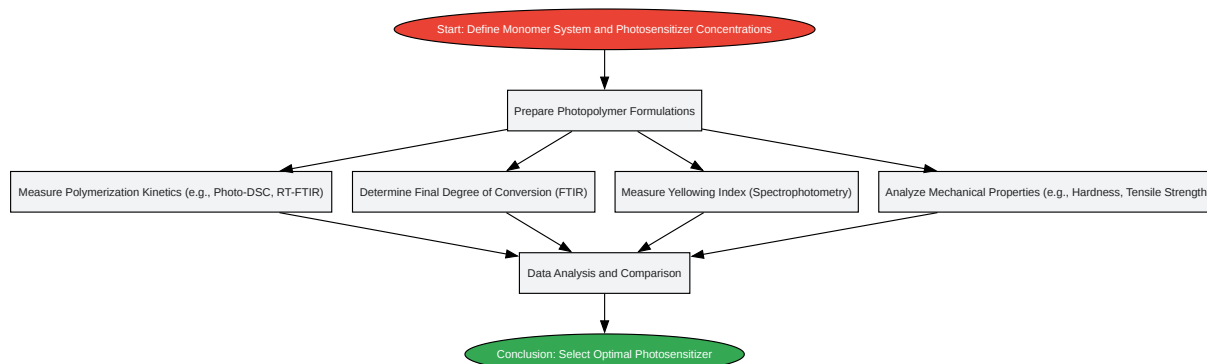 Start: Define Monomer System and Photosensitizer Concentrations
Prepare Photopolymer Formulations
Measure Polymerization Kinetics (e.g., Photo-DSC, RT-FTIR)
Determine Final Degree of Conversion (FTIR)
Measure Yellowing Index (Spectrophotometry)
Analyze Mechanical Properties (e.g., Hardness, Tensile Strength
Data Analysis and Comparison
Conclusion: Select Optimal Photosensitizer